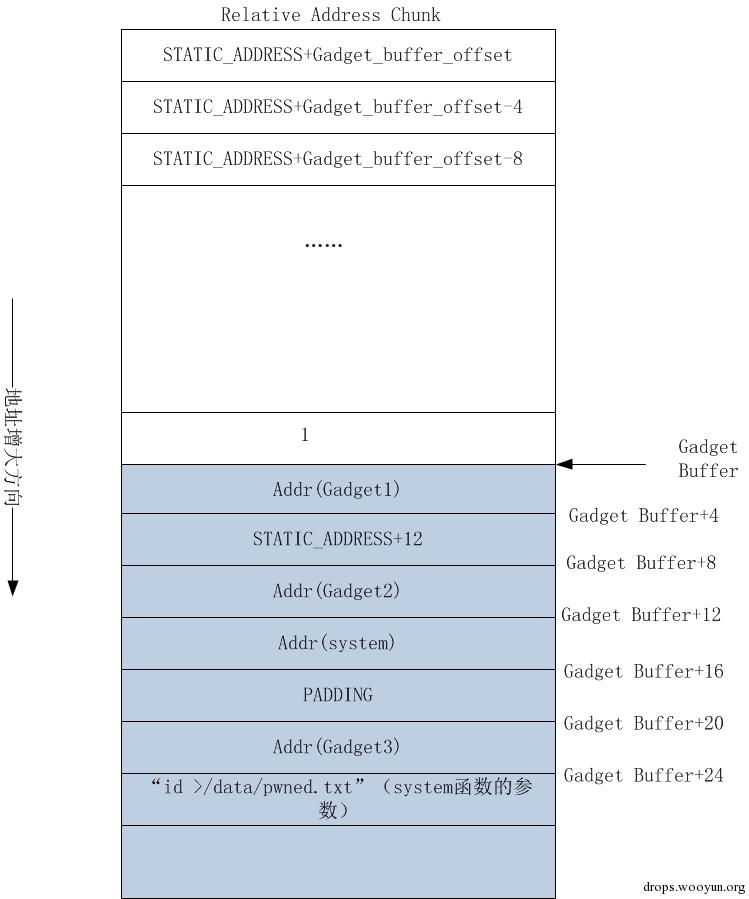 Relative Address Chunk
STATIC_ADDRESS+Gadget_buffer_offset
STATIC_ADDRESS+Gadget_buffer_offset-4
STATIC_ADDRESS+Gadget_buffer_offset-8
……
1
Gadget
Buffer
地址增大方向
Addr(Gadget1)
Gadget Buffer+4
STATIC_ADDRESS+12
Gadget Buffer+8
Addr(Gadget2)
Gadget Buffer+12
Addr(system)
Gadget Buffer+16
PADDING
Gadget Buffer+20
Addr(Gadget3)
Gadget Buffer+24
“id >/data/pwned.txt”（system函数的参
数）
drops.wooyun.org